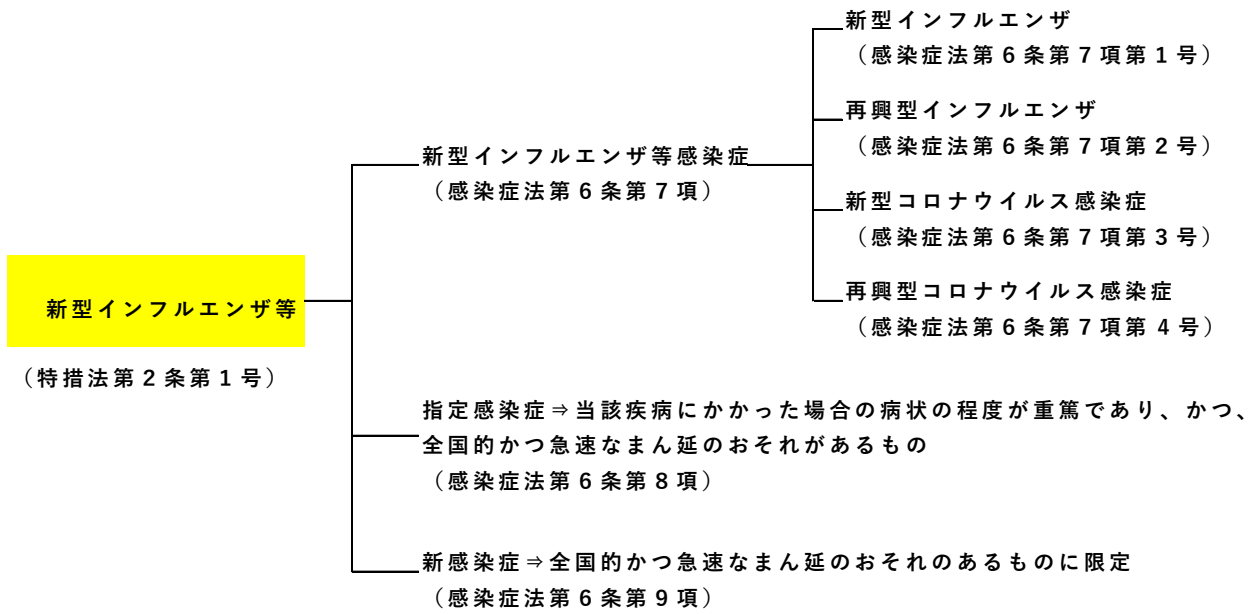 新型インフルエンザ等
（特措法第２条第１号）
新型インフルエンザ等感染症
（感染症法第６条第７項）
新型インフルエンザ
（感染症法第６条第７項第１号）
再興型インフルエンザ
（感染症法第６条第７項第２号）
新型コロナウイルス感染症
（感染症法第６条第７項第３号）
再興型コロナウイルス感染症
（感染症法第６条第７項第４号）
指定感染症⇒当該疾病にかかった場合の病状の程度が重篤であり、かつ、
全国的かつ急速なまん延のおそれがあるもの
（感染症法第６条第８項）
新感染症⇒全国的かつ急速なまん延のおそれのあるものに限定
（感染症法第６条第９項）